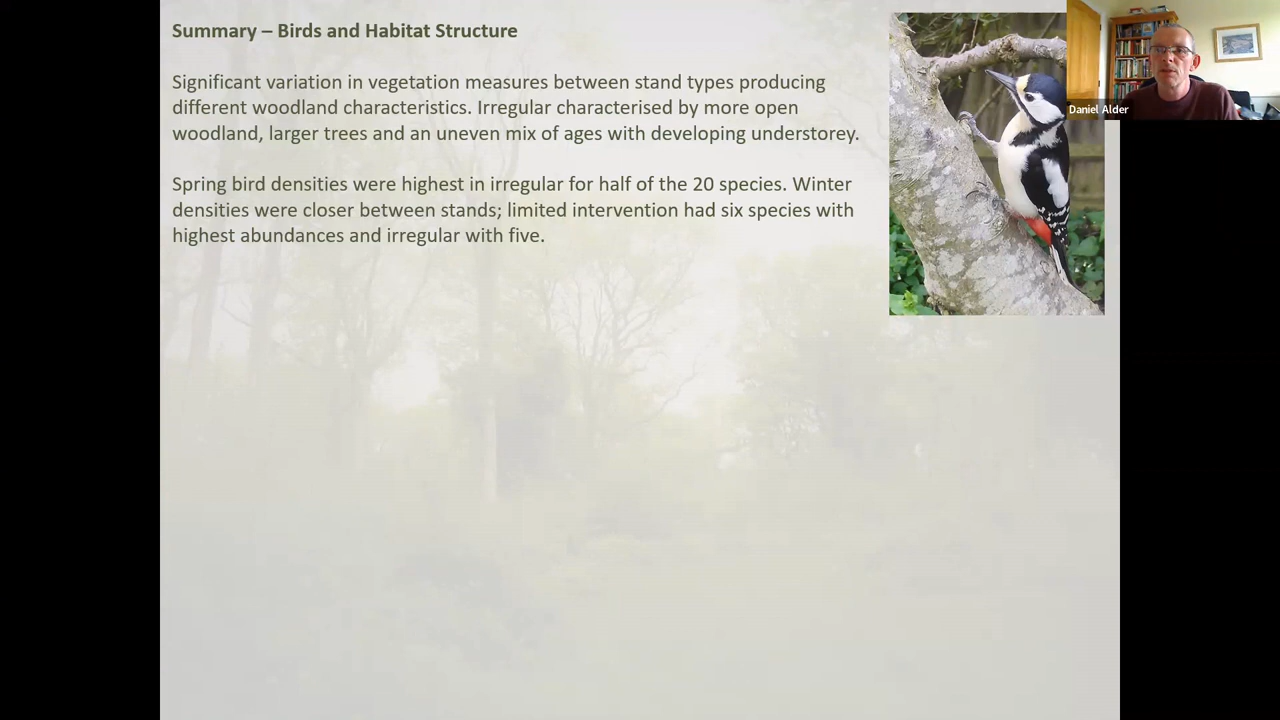 Summary – Birds and Habitat Structure
Significant variation in vegetation measures between stand types producing
different woodland characteristics. Irregular characterised by more open
woodland, larger trees and an uneven mix of ages with developing understorey.
Spring bird densities were highest in irregular for half of the 20 species. Winter
densities were closer between stands; limited intervention had six species with
highest abundances and irregular with five.
Daniel Alder